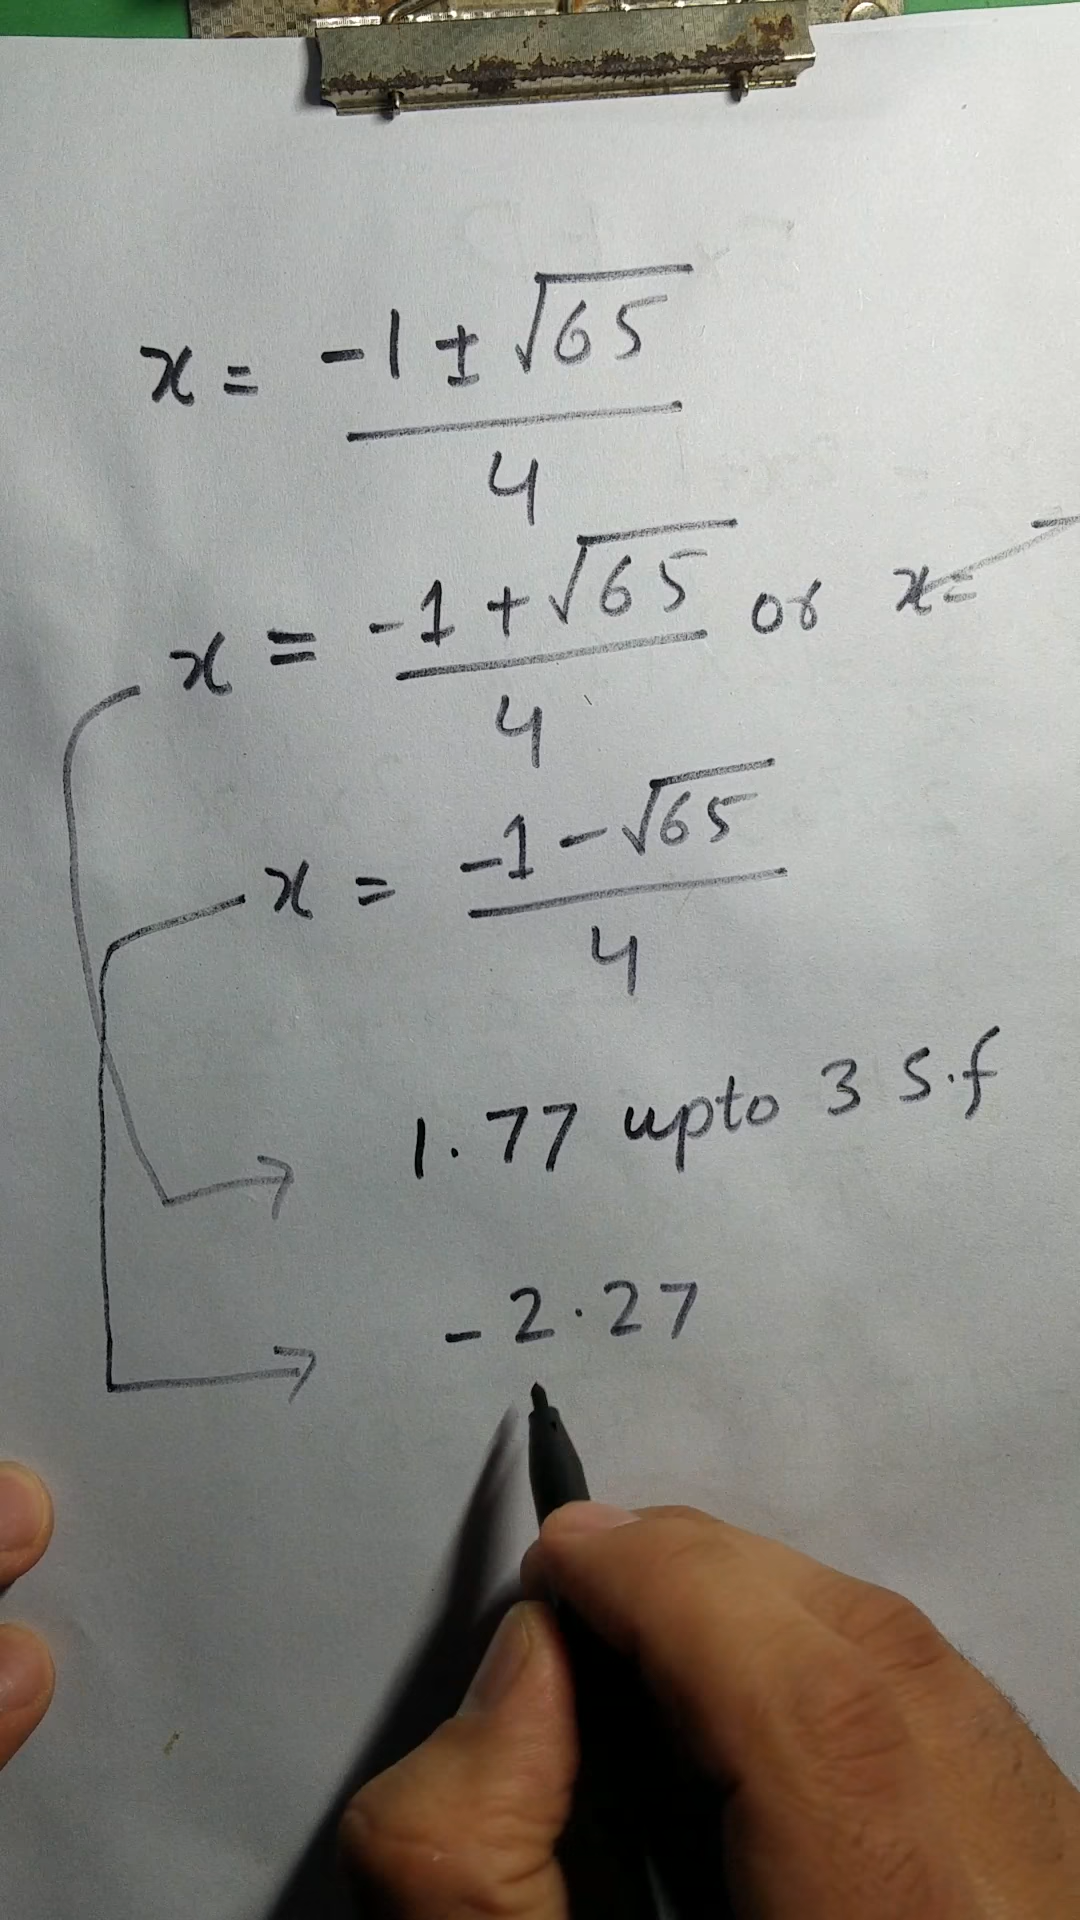 x = -1 ± √65
4
x = -1 + √65 or x =
4
x = -1 - √65
4
1.77 upto 3 s.f
- 2.27